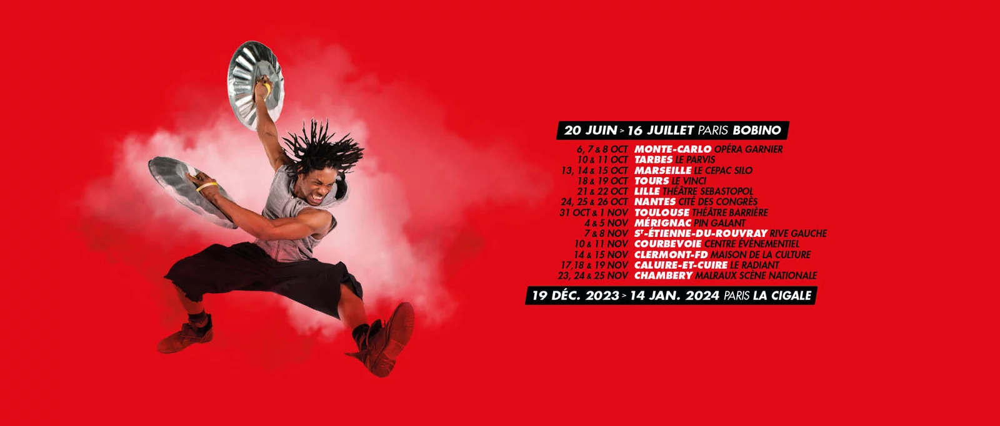 20 JUIN > 16 JUILLET PARIS BOBINO
6, 7 & 8 OCT MONTE-CARLO OPÉRA GARNIER
10 & 11 OCT TARBES LE PARVIS
13, 14 & 15 OCT MARSEILLE LE CEPAC SILO
18 & 19 OCT TOURS LE VINCI
21 & 22 OCT LILLE THÉÂTRE SEBASTOPOL
24, 25 & 26 OCT NANTES CITÉ DES CONGRÈS
31 OCT & 1 NOV TOULOUSE THÉÂTRE BARRIÈRE
4 & 5 NOV MÉRIGNAC PIN GALANT
7 & 8 NOV ST-ÉTIENNE-DU-ROUVRAY RIVE GAUCHE
10 & 11 NOV COURBEVOIE CENTRE ÉVÈNEMENTIEL
14 & 15 NOV CLERMONT-FD MAISON DE LA CULTURE
17,18 & 19 NOV CALUIRE-ET-CUIRE LE RADIANT
23, 24 & 25 NOV CHAMBERY MALRAUX SCÈNE NATIONALE
19 DÉC. 2023 > 14 JAN. 2024 PARIS LA CIGALE